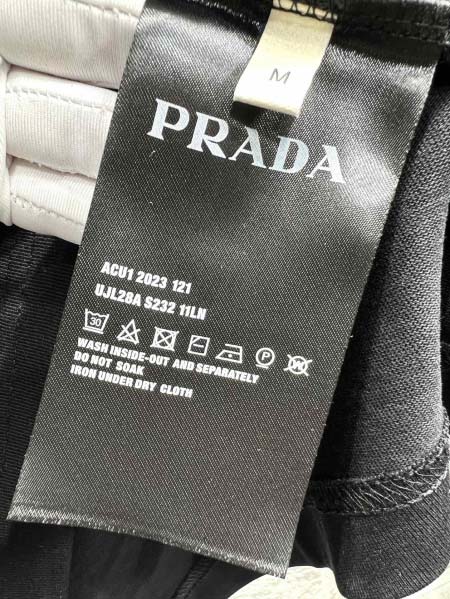 M
PRADA
ACU1 2023 121
UJL28A S232 11LN
30
P
WASH INSIDE-OUT AND SEPARATELY
DO NOT SOAK
IRON UNDER DRY CLOTH